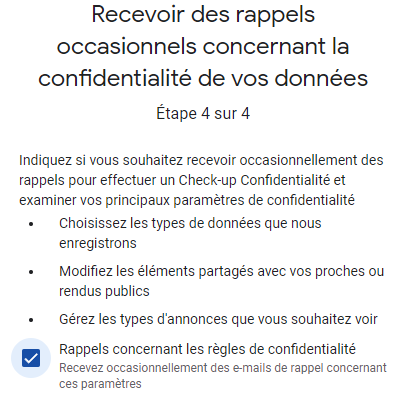 Recevoir des rappels
occasionnels concernant la
confidentialité de vos données
Étape 4 sur 4
Indiquez si vous souhaitez recevoir occasionnellement des
rappels pour effectuer un Check-up Confidentialité et
examiner vos principaux paramètres de confidentialité
• Choisissez les types de données que nous
enregistrons
• Modifiez les éléments partagés avec vos proches ou
rendus publics
• Gérez les types d'annonces que vous souhaitez voir
Rappels concernant les règles de confidentialité
Recevez occasionnellement des e-mails de rappel concernant
ces paramètres